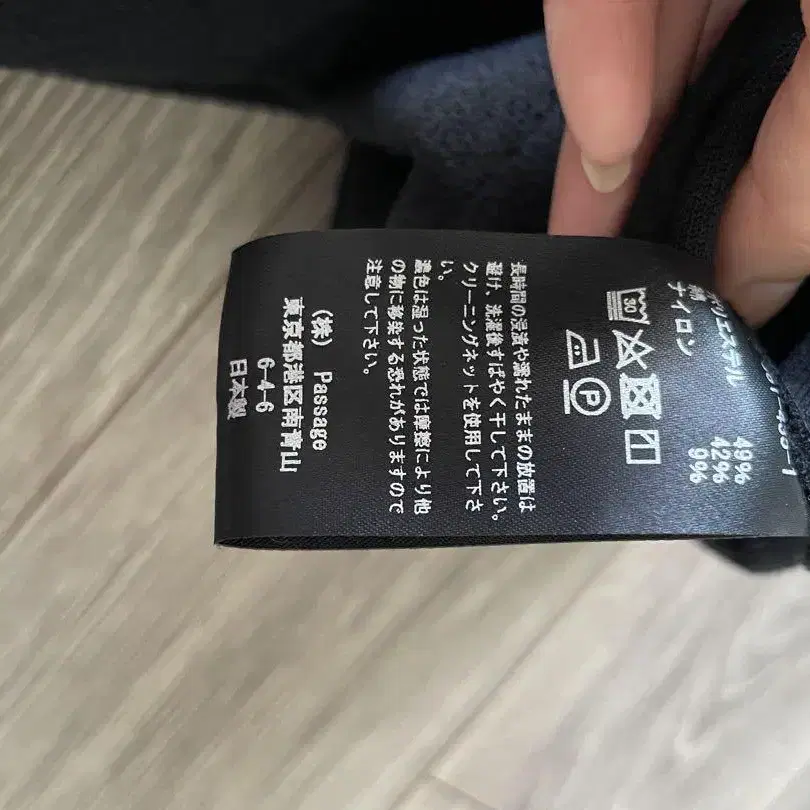 ポリエステル 49%
綿 42%
ナイロン 9%
30
P
長時間の浸漬や濡れたままの放置は
避け、洗濯後すばやく干して下さい。
クリーニングネットを使用して下さ
い。
濃色は湿った状態では摩擦により他
の物に移染する恐れがありますので
注意して下さい。
(株) Passage
東京都港区南青山
6-4-6
日本製